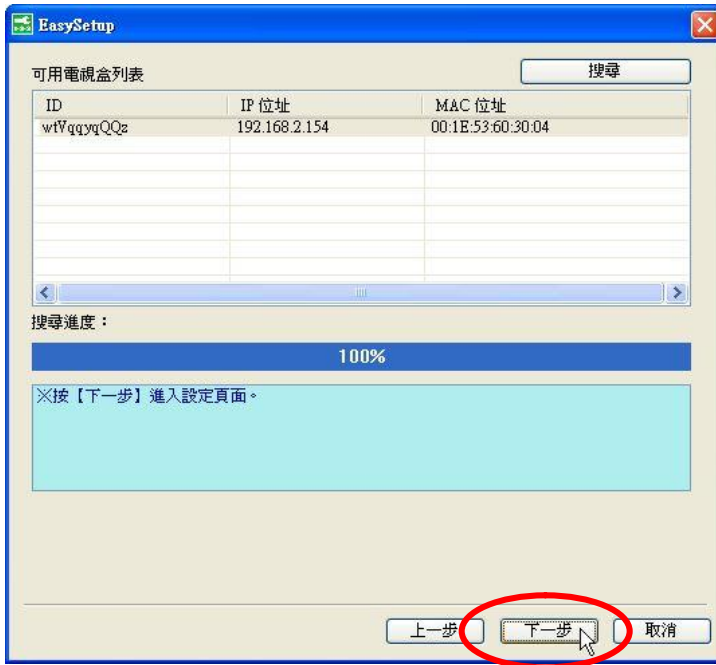 EasySetup
可用電視盒列表
搜尋
ID IP 位址 MAC 位址
wtVqqyqQQz 192.168.2.154 00:1E:53:60:30:04
搜尋進度：
100%
※按【下一步】進入設定頁面。
上一步 下一步 取消